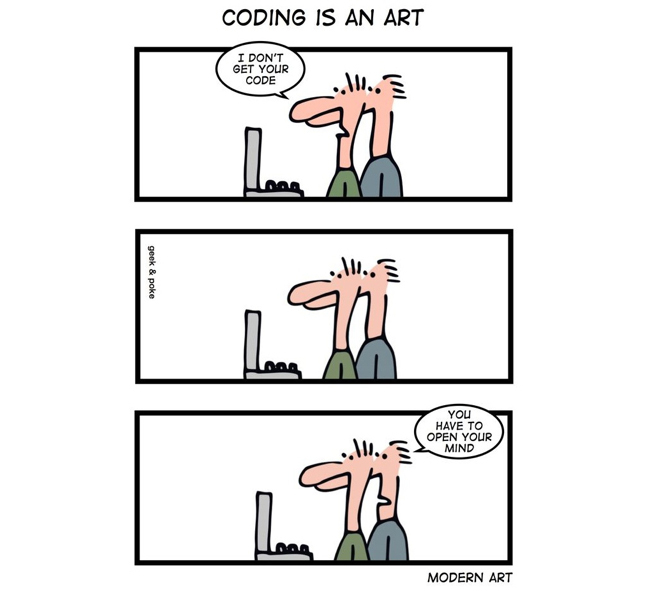 CODING IS AN ART
I DON'T
GET YOUR
CODE
geek & poke
YOU
HAVE TO
OPEN YOUR
MIND
MODERN ART